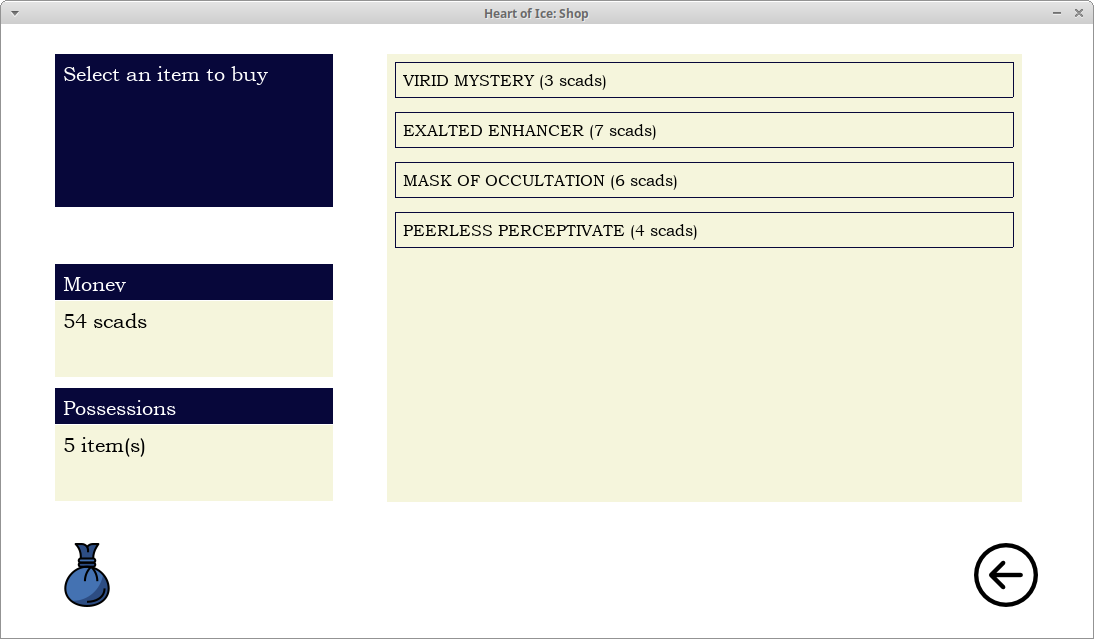 Heart of Ice: Shop
Select an item to buy
Money
54 scads
Possessions
5 item(s)
VIRID MYSTERY (3 scads)
EXALTED ENHANCER (7 scads)
MASK OF OCCULTATION (6 scads)
PEERLESS PERCEPTIVATE (4 scads)